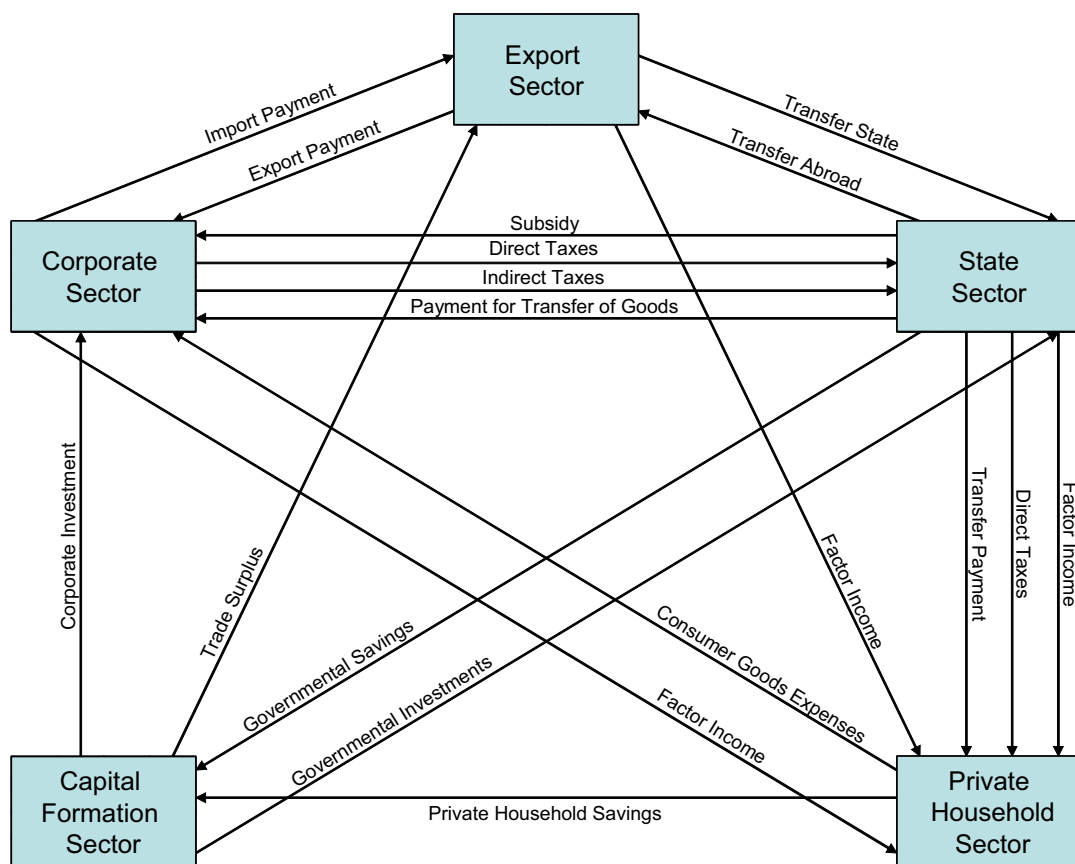 Export
Sector
Import Payment
Export Payment
Transfer State
Transfer Abroad
Corporate
Sector
Subsidy
Direct Taxes
Indirect Taxes
Payment for Transfer of Goods
State
Sector
Corporate Investment
Trade Surplus
Governmental Savings
Governmental Investments
Factor Income
Consumer Goods Expenses
Factor Income
Transfer Payment
Direct Taxes
Factor Income
Capital
Formation
Sector
Private Household Savings
Private
Household
Sector